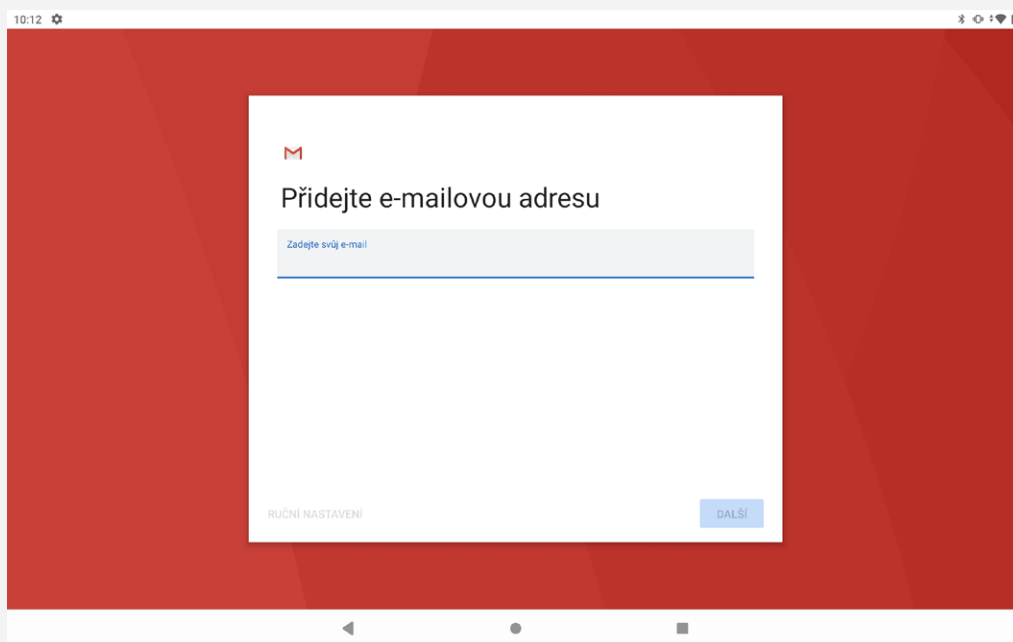 10:12
Přidejte e-mailovou adresu
Zadejte svůj e-mail
RUČNÍ NASTAVENÍ
DALŠÍ